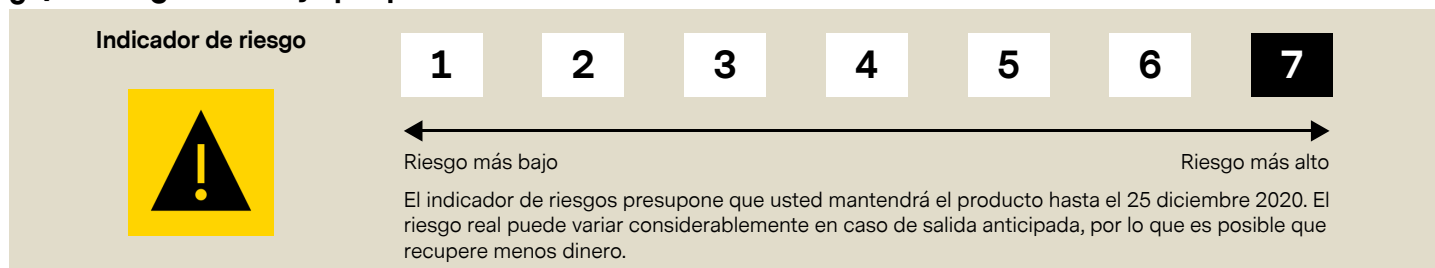 Indicador de riesgo
1 2 3 4 5 6 7
Riesgo más bajo Riesgo más alto
El indicador de riesgos presupone que usted mantendrá el producto hasta el 25 diciembre 2020. El
riesgo real puede variar considerablemente en caso de salida anticipada, por lo que es posible que
recupere menos dinero.